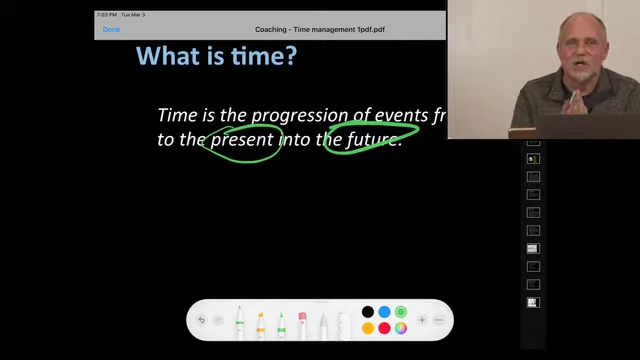 7:03 PM Tue Mar 3
Done
Coaching - Time management 1pdf.pdf
What is time?
Time is the progression of events
to the present into the future.